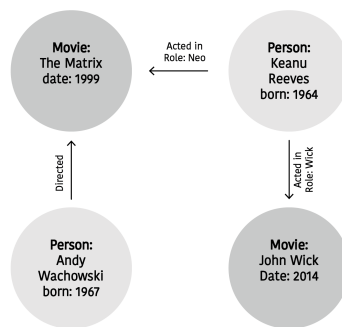 Movie:
The Matrix
date: 1999
Acted in
Role: Neo
Person:
Keanu
Reeves
born: 1964
Directed
Acted in
Role: Wick
Person:
Andy
Wachowski
born: 1967
Movie:
John Wick
Date: 2014